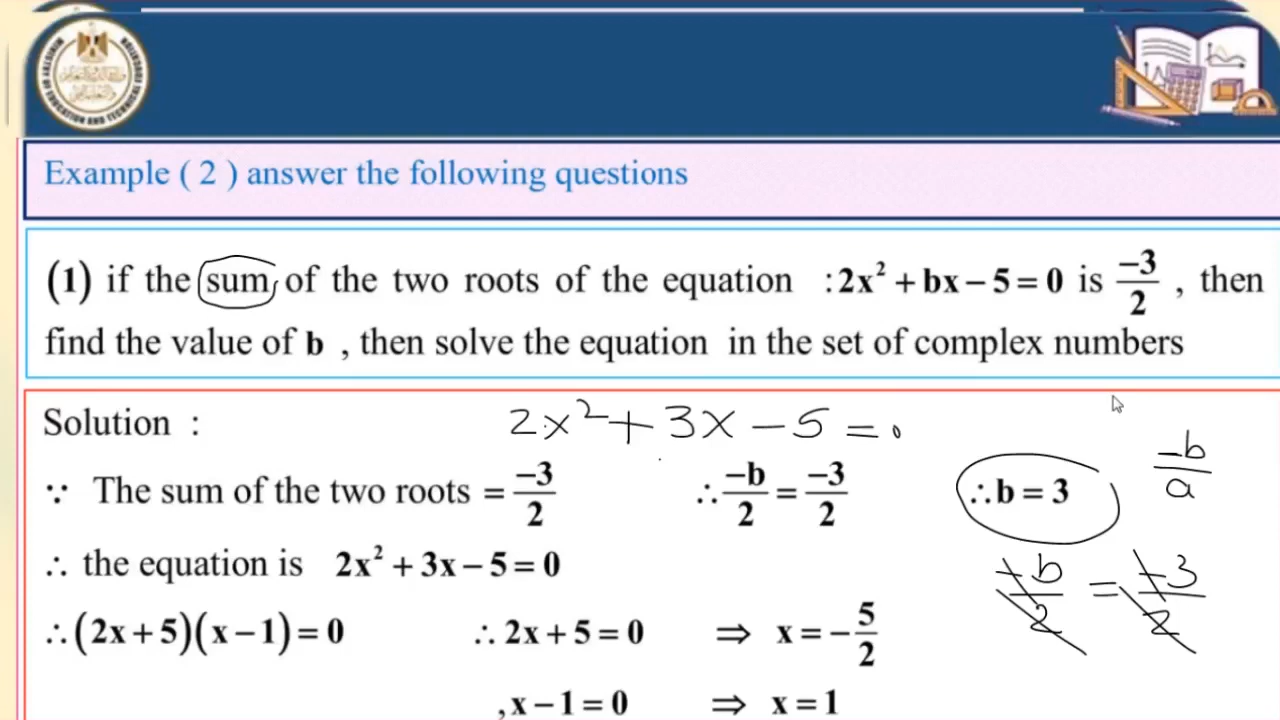 Example ( 2 ) answer the following questions
(1) if the sum of the two roots of the equation : 2x² + bx − 5 = 0 is −3/2 , then
find the value of b , then solve the equation in the set of complex numbers
Solution :
2x² + 3x − 5 = 0
∵ The sum of the two roots = −3/2 ∴ −b/2 = −3/2 ∴ b = 3
−b/a
∴ the equation is 2x² + 3x − 5 = 0
−b/2 = −3/2
∴ (2x + 5)(x − 1) = 0 ∴ 2x + 5 = 0 ⇒ x = −5/2
, x − 1 = 0 ⇒ x = 1